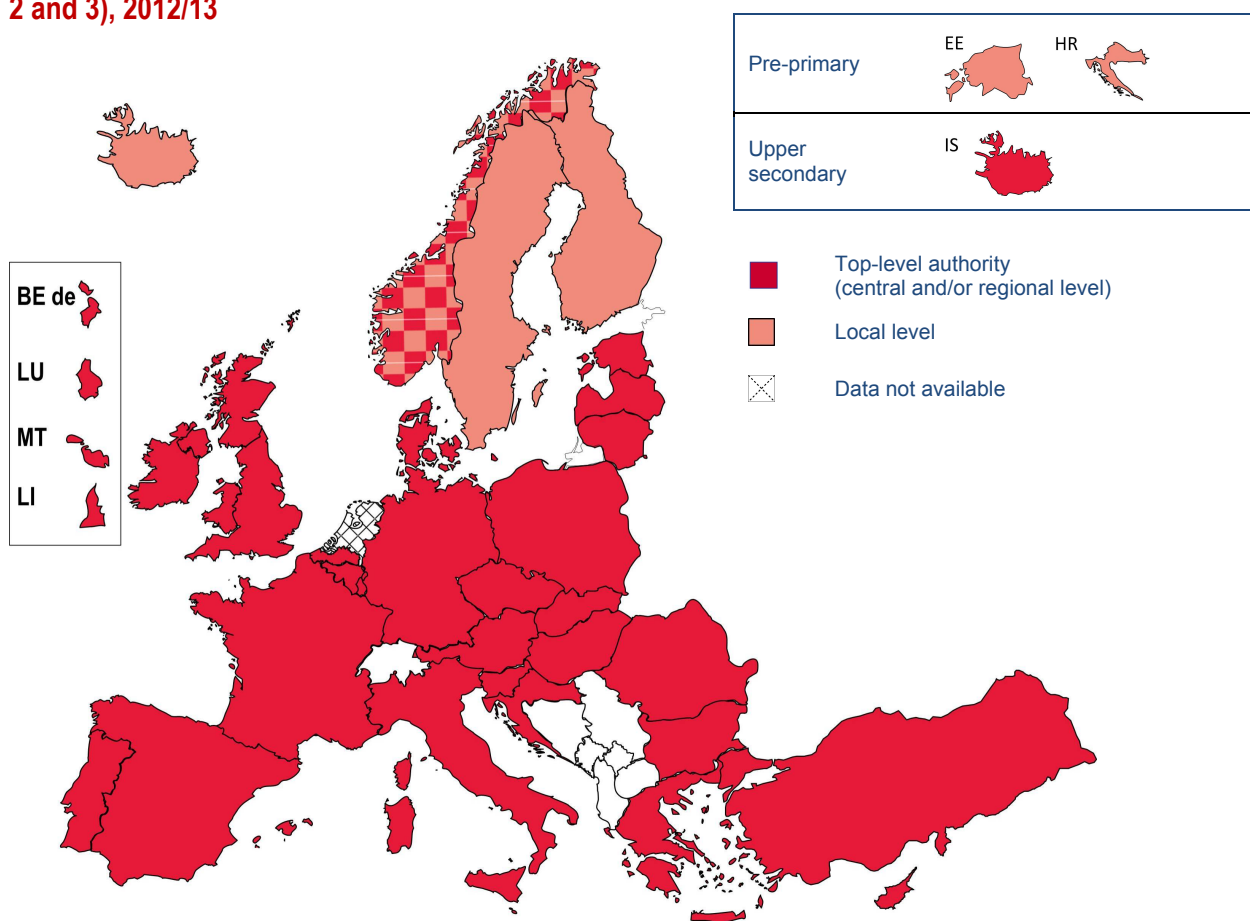 2 and 3), 2012/13
Pre-primary
EE
HR
Upper
secondary
IS
Top-level authority
(central and/or regional level)
Local level
Data not available
BE de
LU
MT
LI